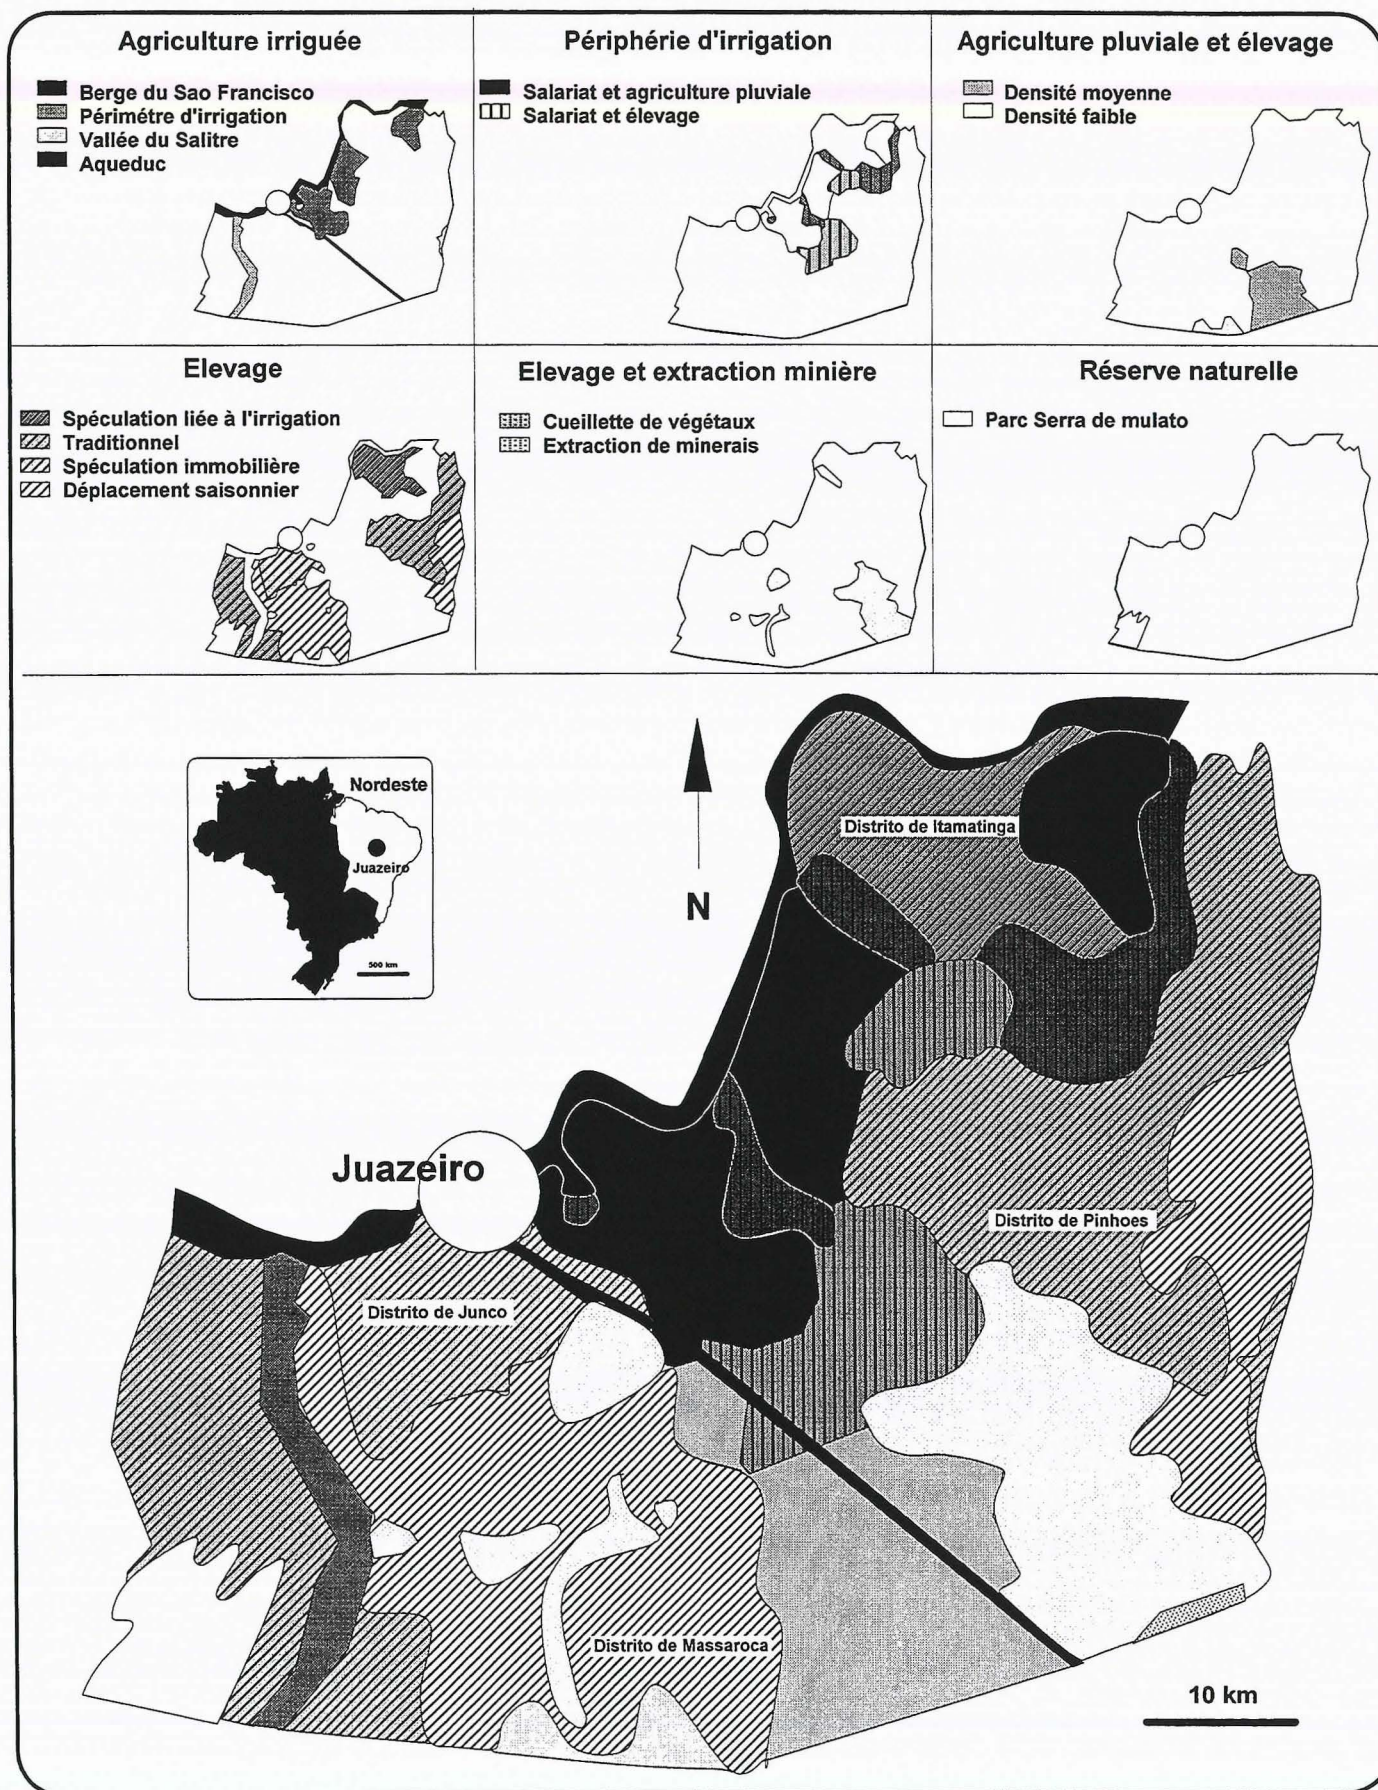 Agriculture irriguée
Berge du Sao Francisco
Périmétre d'irrigation
Vallée du Salitre
Aqueduc
Périphérie d'irrigation
Salariat et agriculture pluviale
Salariat et élevage
Agriculture pluviale et élevage
Densité moyenne
Densité faible
Elevage
Spéculation liée à l'irrigation
Traditionnel
Spéculation immobilière
Déplacement saisonnier
Elevage et extraction minière
Cueillette de végétaux
Extraction de minerais
Réserve naturelle
Parc Serra de mulato
Nordeste
Juazeiro
500 km
N
Distrito de Itamatinga
Juazeiro
Distrito de Pinhoes
Distrito de Junco
Distrito de Massaroca
10 km